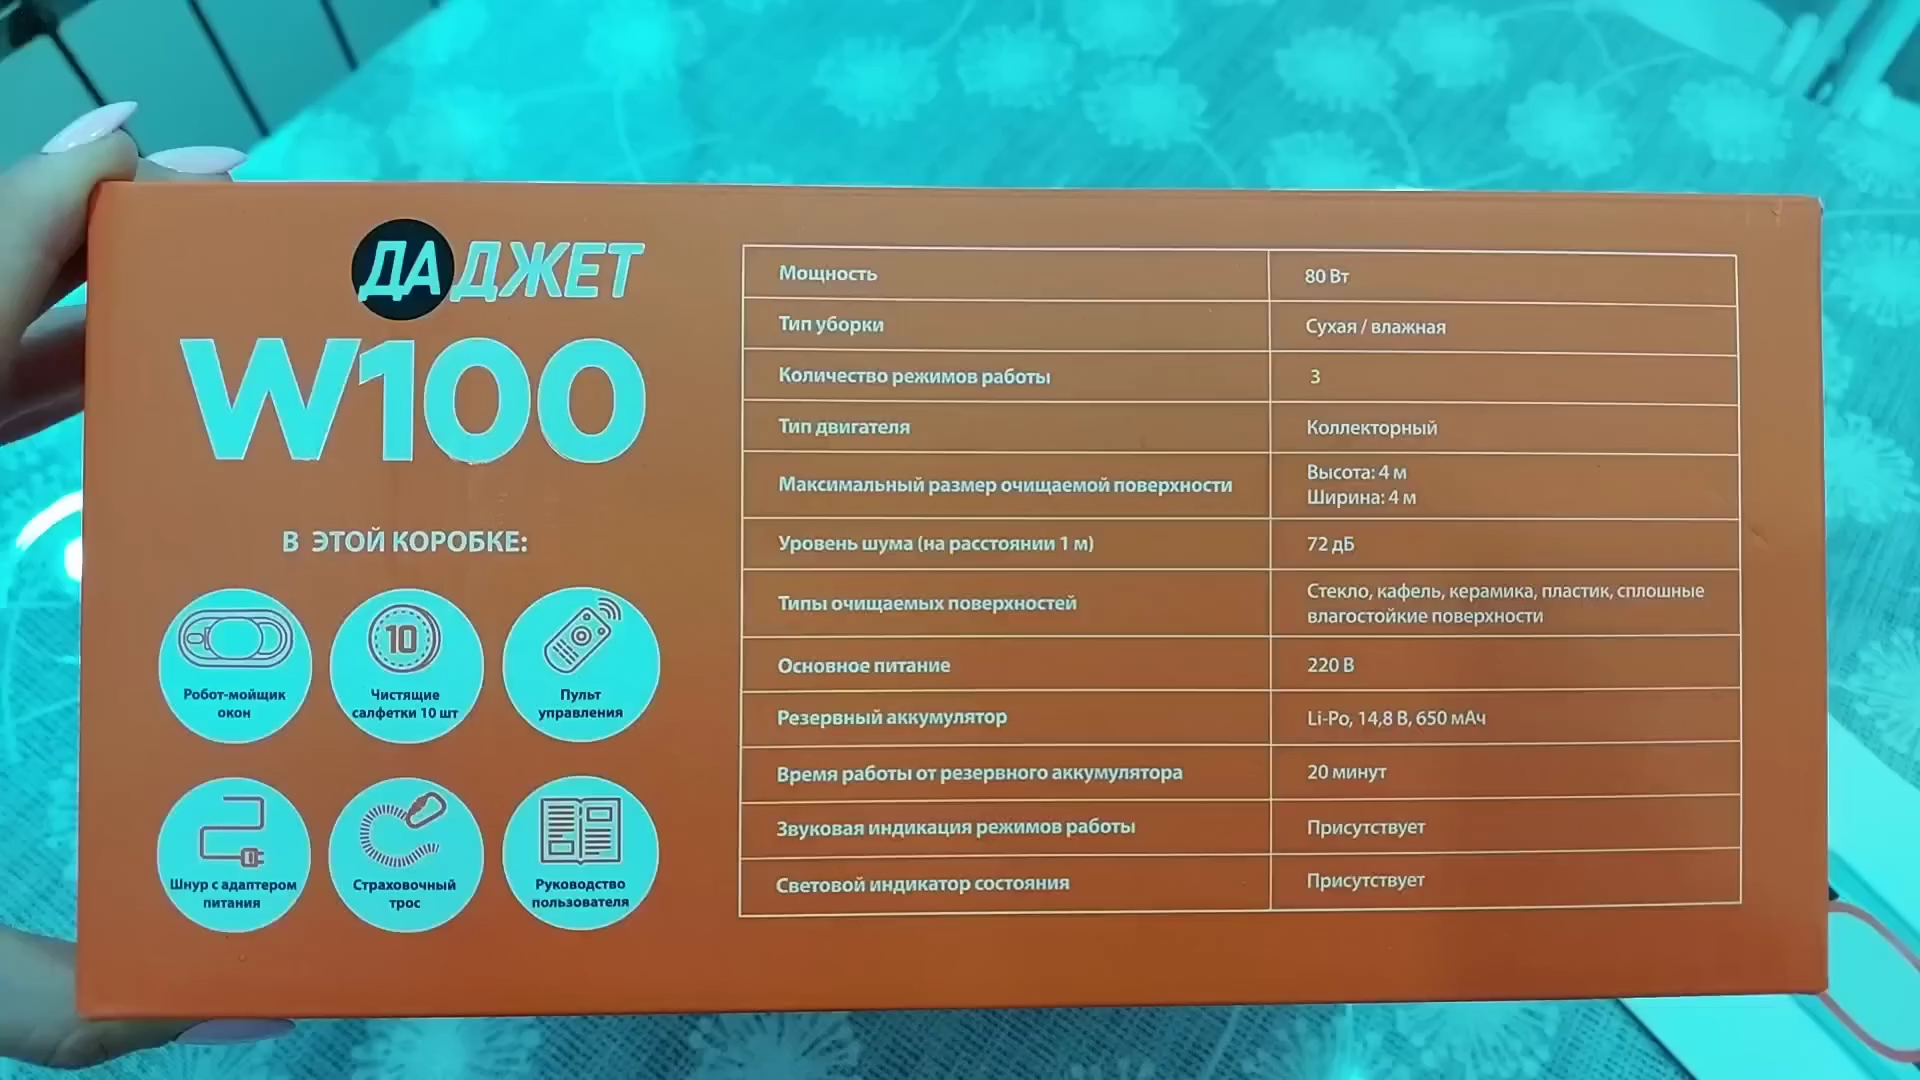 ДАДЖЕТ
W100
В ЭТОЙ КОРОБКЕ:
Робот-мойщик
окон
10
Чистящие
салфетки 10 шт
Пульт
управления
Шнур с адаптером
питания
Страховочный
трос
Руководство
пользователя
Мощность
80 Вт
Тип уборки
Сухая / влажная
Количество режимов работы
3
Тип двигателя
Коллекторный
Максимальный размер очищаемой поверхности
Высота: 4 м
Ширина: 4 м
Уровень шума (на расстоянии 1 м)
72 дБ
Типы очищаемых поверхностей
Стекло, кафель, керамика, пластик, сплошные
влагостойкие поверхности
Основное питание
220 В
Резервный аккумулятор
Li-Po, 14,8 В, 650 мАч
Время работы от резервного аккумулятора
20 минут
Звуковая индикация режимов работы
Присутствует
Световой индикатор состояния
Присутствует